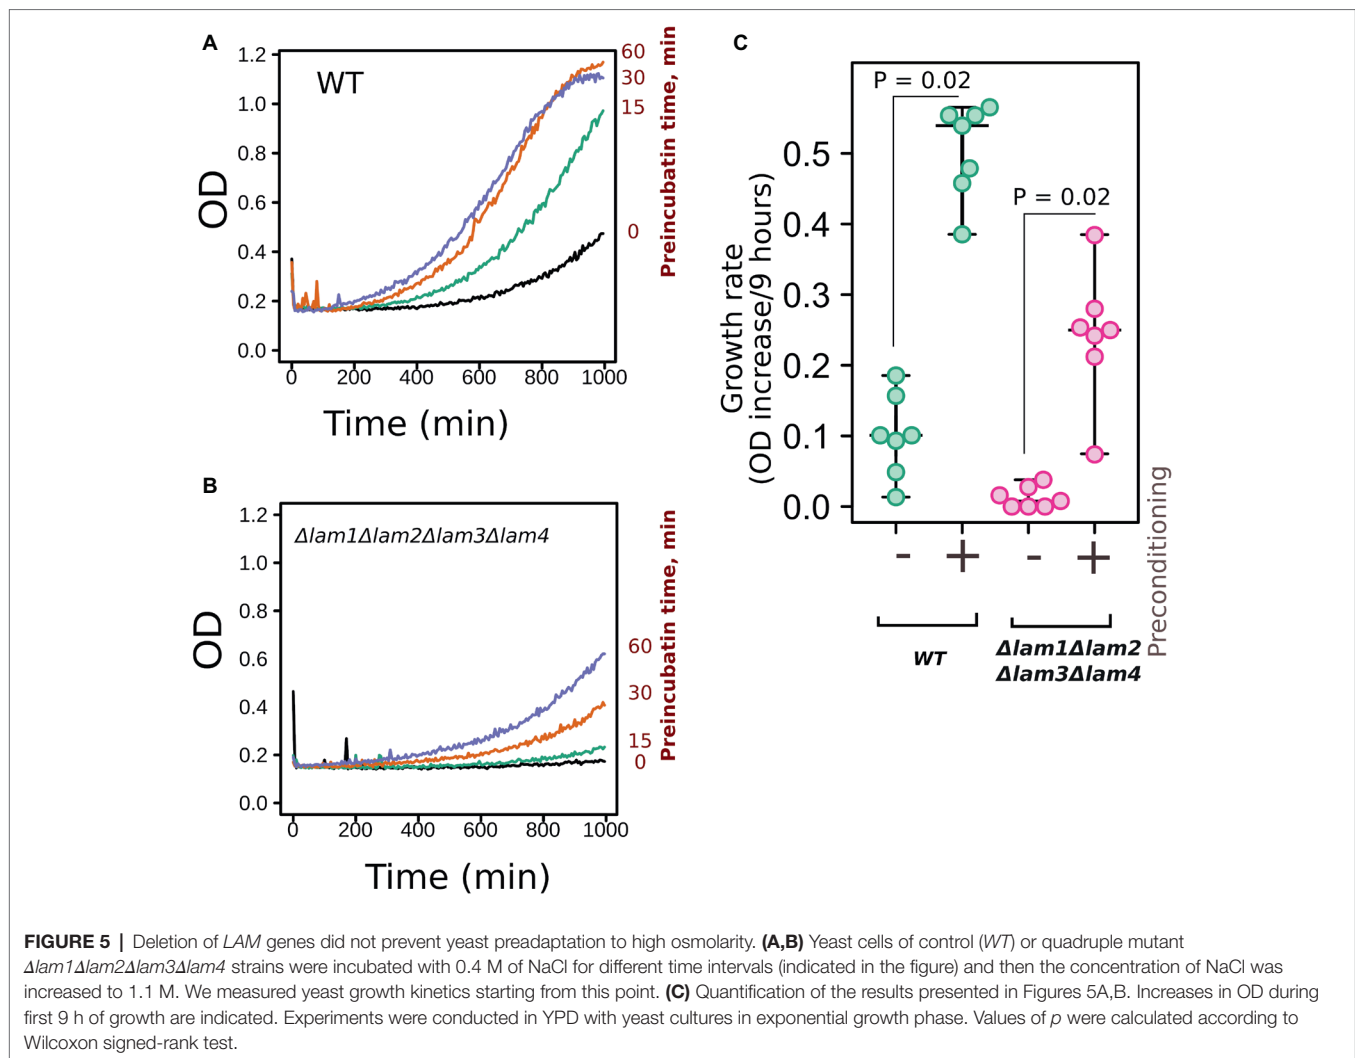 A
WT
1.2
1.0
0.8
0.6
0.4
0.2
0.0
OD
0 200 400 600 800 1000
Time (min)
60
30
15
0
Preincubatin time, min
B
Δlam1Δlam2Δlam3Δlam4
1.2
1.0
0.8
0.6
0.4
0.2
0.0
OD
0 200 400 600 800 1000
Time (min)
60
30
15
0
Preincubatin time, min
C
P = 0.02
P = 0.02
0.5
0.4
0.3
0.2
0.1
0.0
Growth rate
(OD increase/9 hours)
- + - +
Preconditioning
WT
Δlam1Δlam2
Δlam3Δlam4
FIGURE 5 | Deletion of LAM genes did not prevent yeast preadaptation to high osmolarity. (A,B) Yeast cells of control (WT) or quadruple mutant
Δlam1Δlam2Δlam3Δlam4 strains were incubated with 0.4 M of NaCl for different time intervals (indicated in the figure) and then the concentration of NaCl was
increased to 1.1 M. We measured yeast growth kinetics starting from this point. (C) Quantification of the results presented in Figures 5A,B. Increases in OD during
first 9 h of growth are indicated. Experiments were conducted in YPD with yeast cultures in exponential growth phase. Values of p were calculated according to
Wilcoxon signed-rank test.